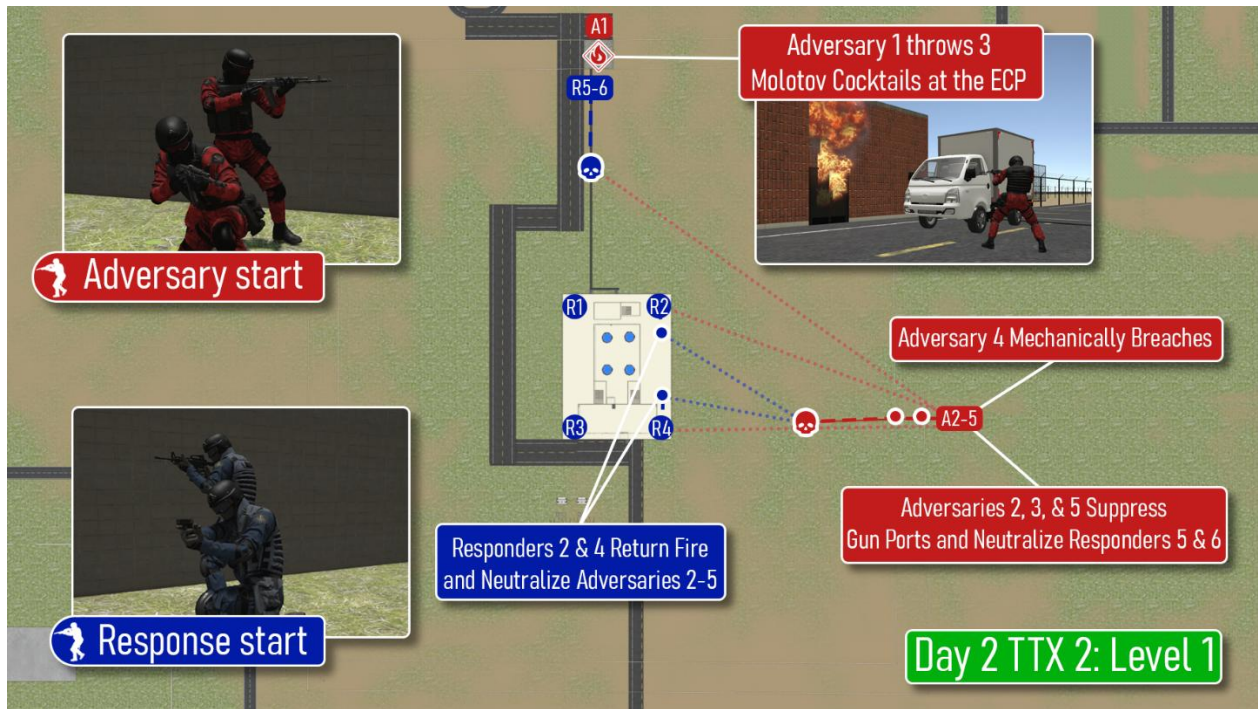 A1
Adversary 1 throws 3
Molotov Cocktails at the ECP
R5-6
Adversary start
R1
R2
Adversary 4 Mechanically Breaches
A2-5
R3
R4
Adversaries 2, 3, & 5 Suppress
Gun Ports and Neutralize Responders 5 & 6
Responders 2 & 4 Return Fire
and Neutralize Adversaries 2-5
Response start
Day 2 TTX 2: Level 1